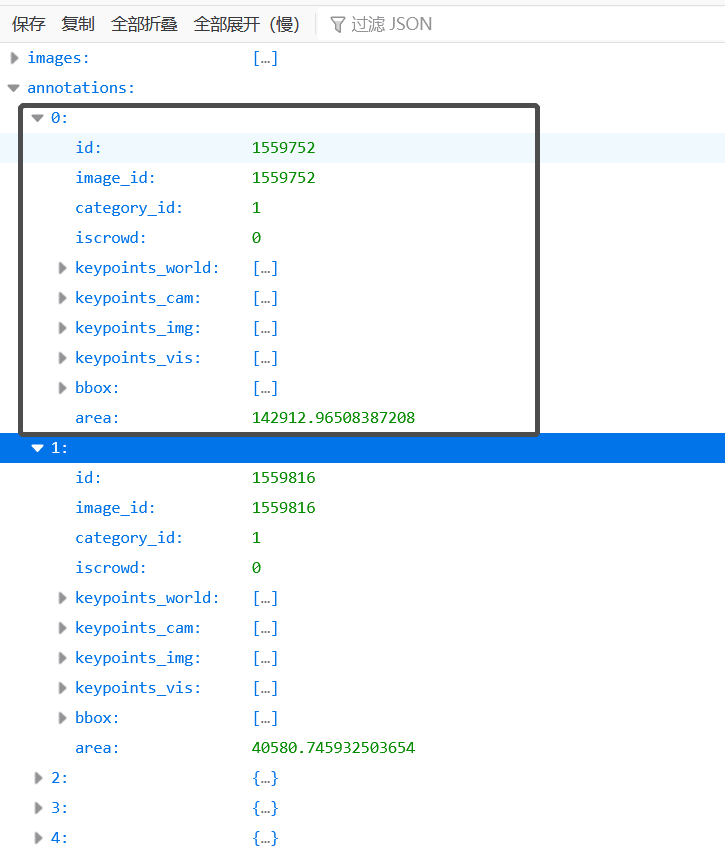 保存 复制 全部折叠 全部展开（慢） 过滤 JSON
images: […]
annotations:
0:
id: 1559752
image_id: 1559752
category_id: 1
iscrowd: 0
keypoints_world: […]
keypoints_cam: […]
keypoints_img: […]
keypoints_vis: […]
bbox: […]
area: 142912.96508387208
1:
id: 1559816
image_id: 1559816
category_id: 1
iscrowd: 0
keypoints_world: […]
keypoints_cam: […]
keypoints_img: […]
keypoints_vis: […]
bbox: […]
area: 40580.745932503654
2: {…}
3: {…}
4: {…}